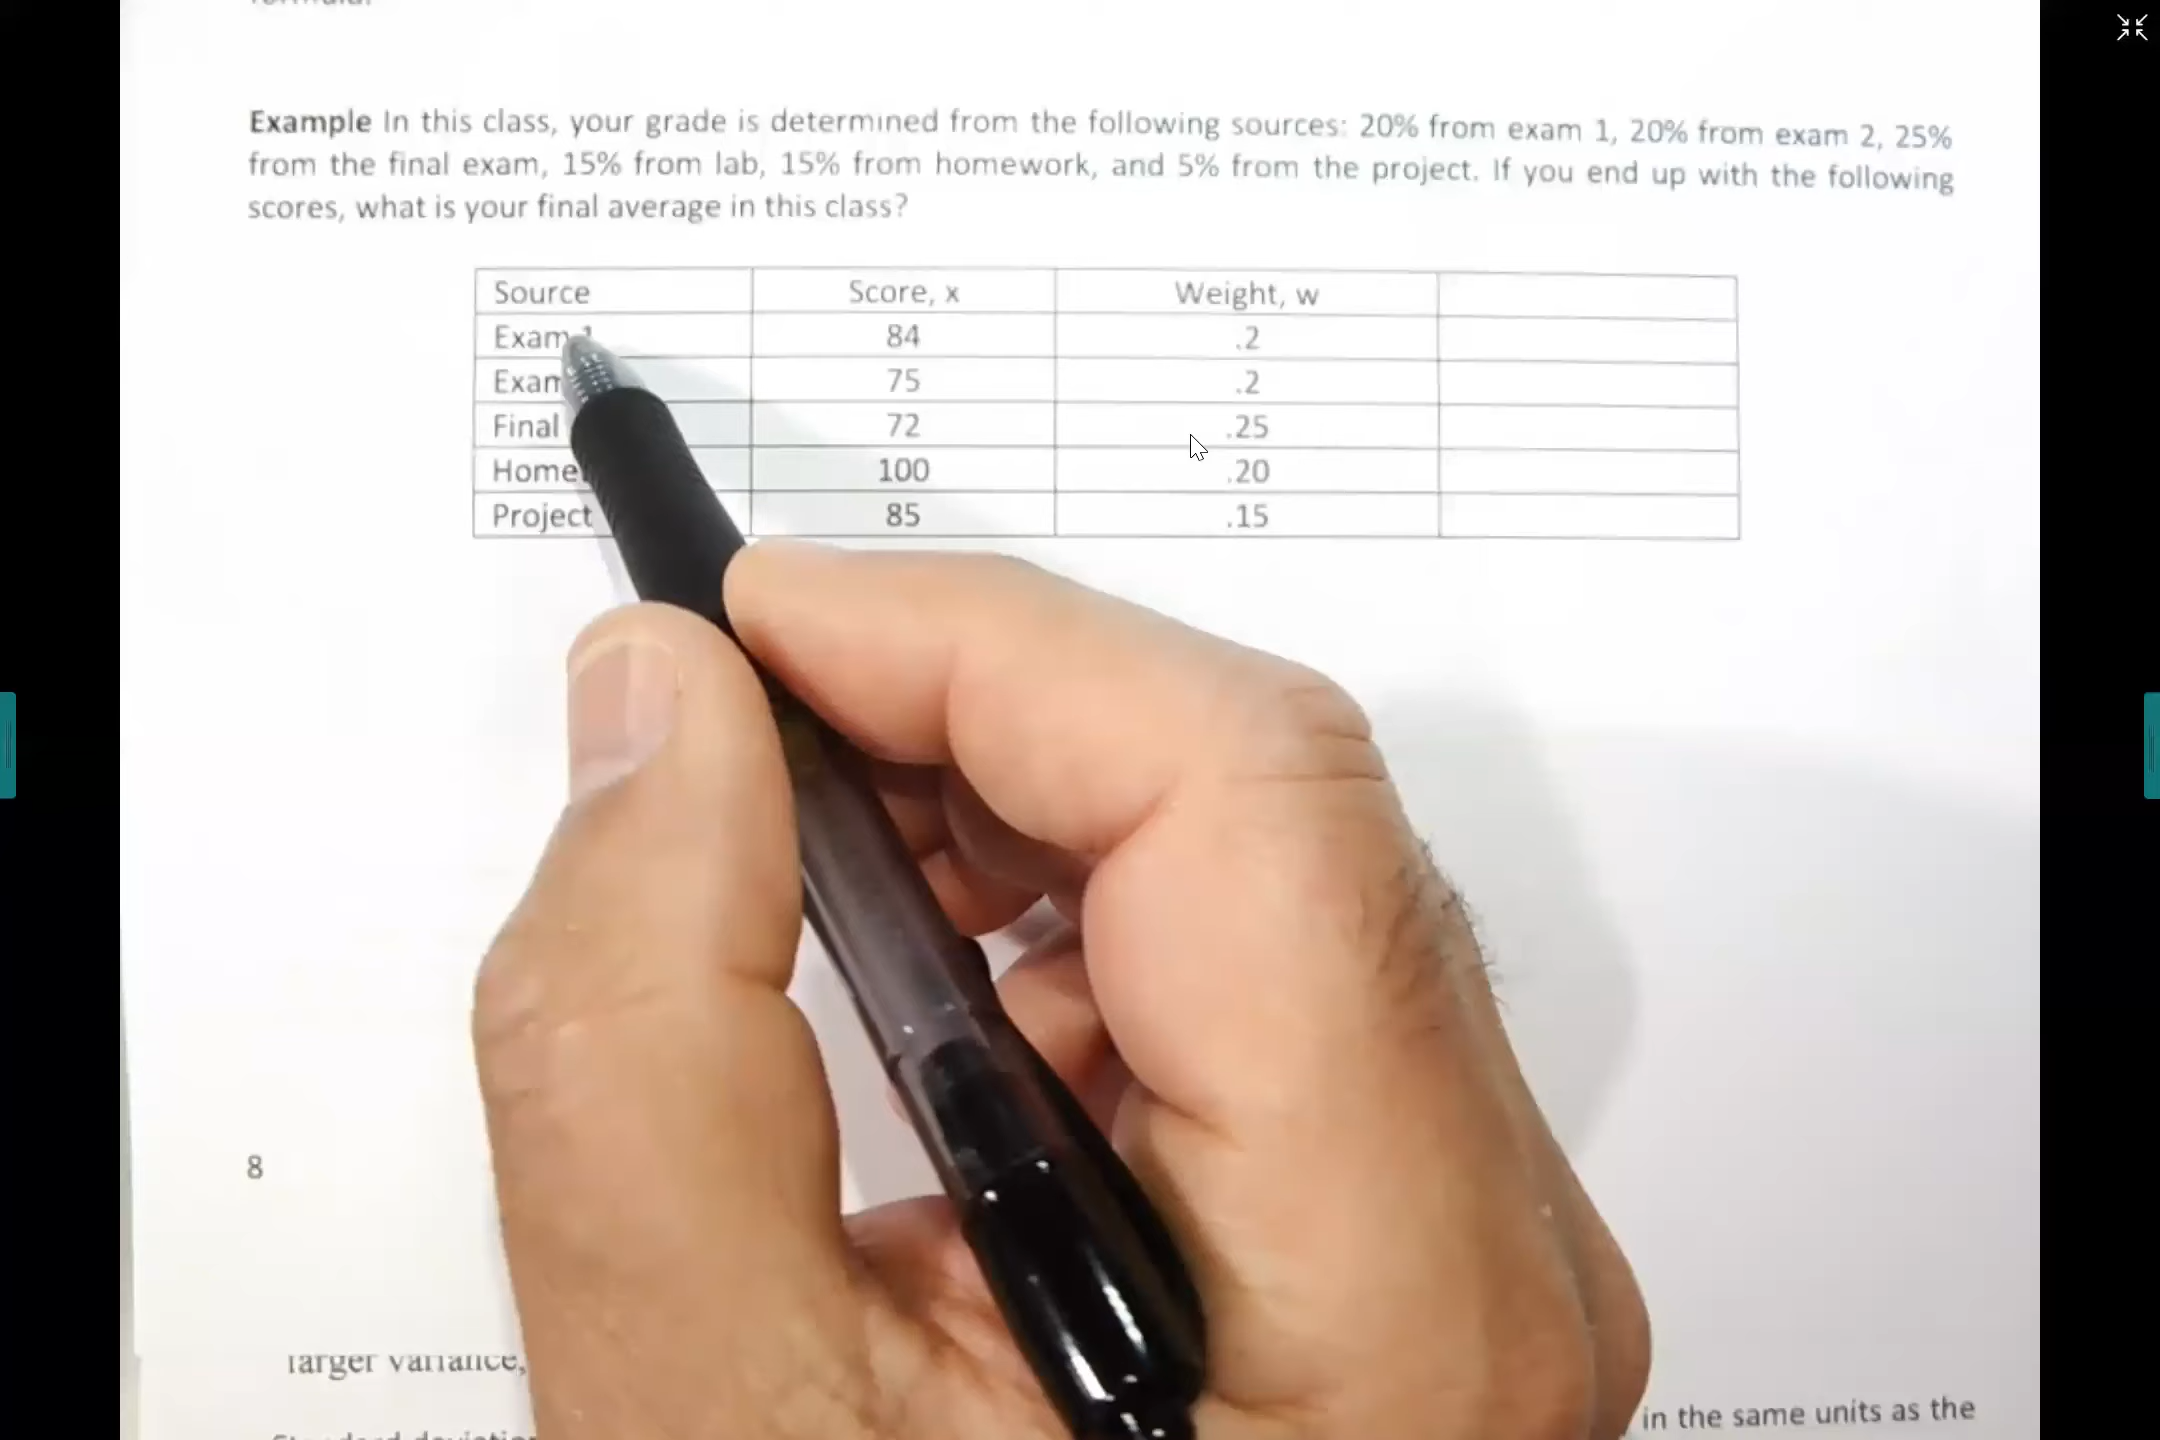 Example In this class, your grade is determined from the following sources: 20% from exam 1, 20% from exam 2, 25%
from the final exam, 15% from lab, 15% from homework, and 5% from the project. If you end up with the following
scores, what is your final average in this class?
Source Score, x Weight, w
Exam 1 84 .2
Exam 75 .2
Final 72 .25
Home 100 .20
Project 85 .15
8
larger variance,
in the same units as the